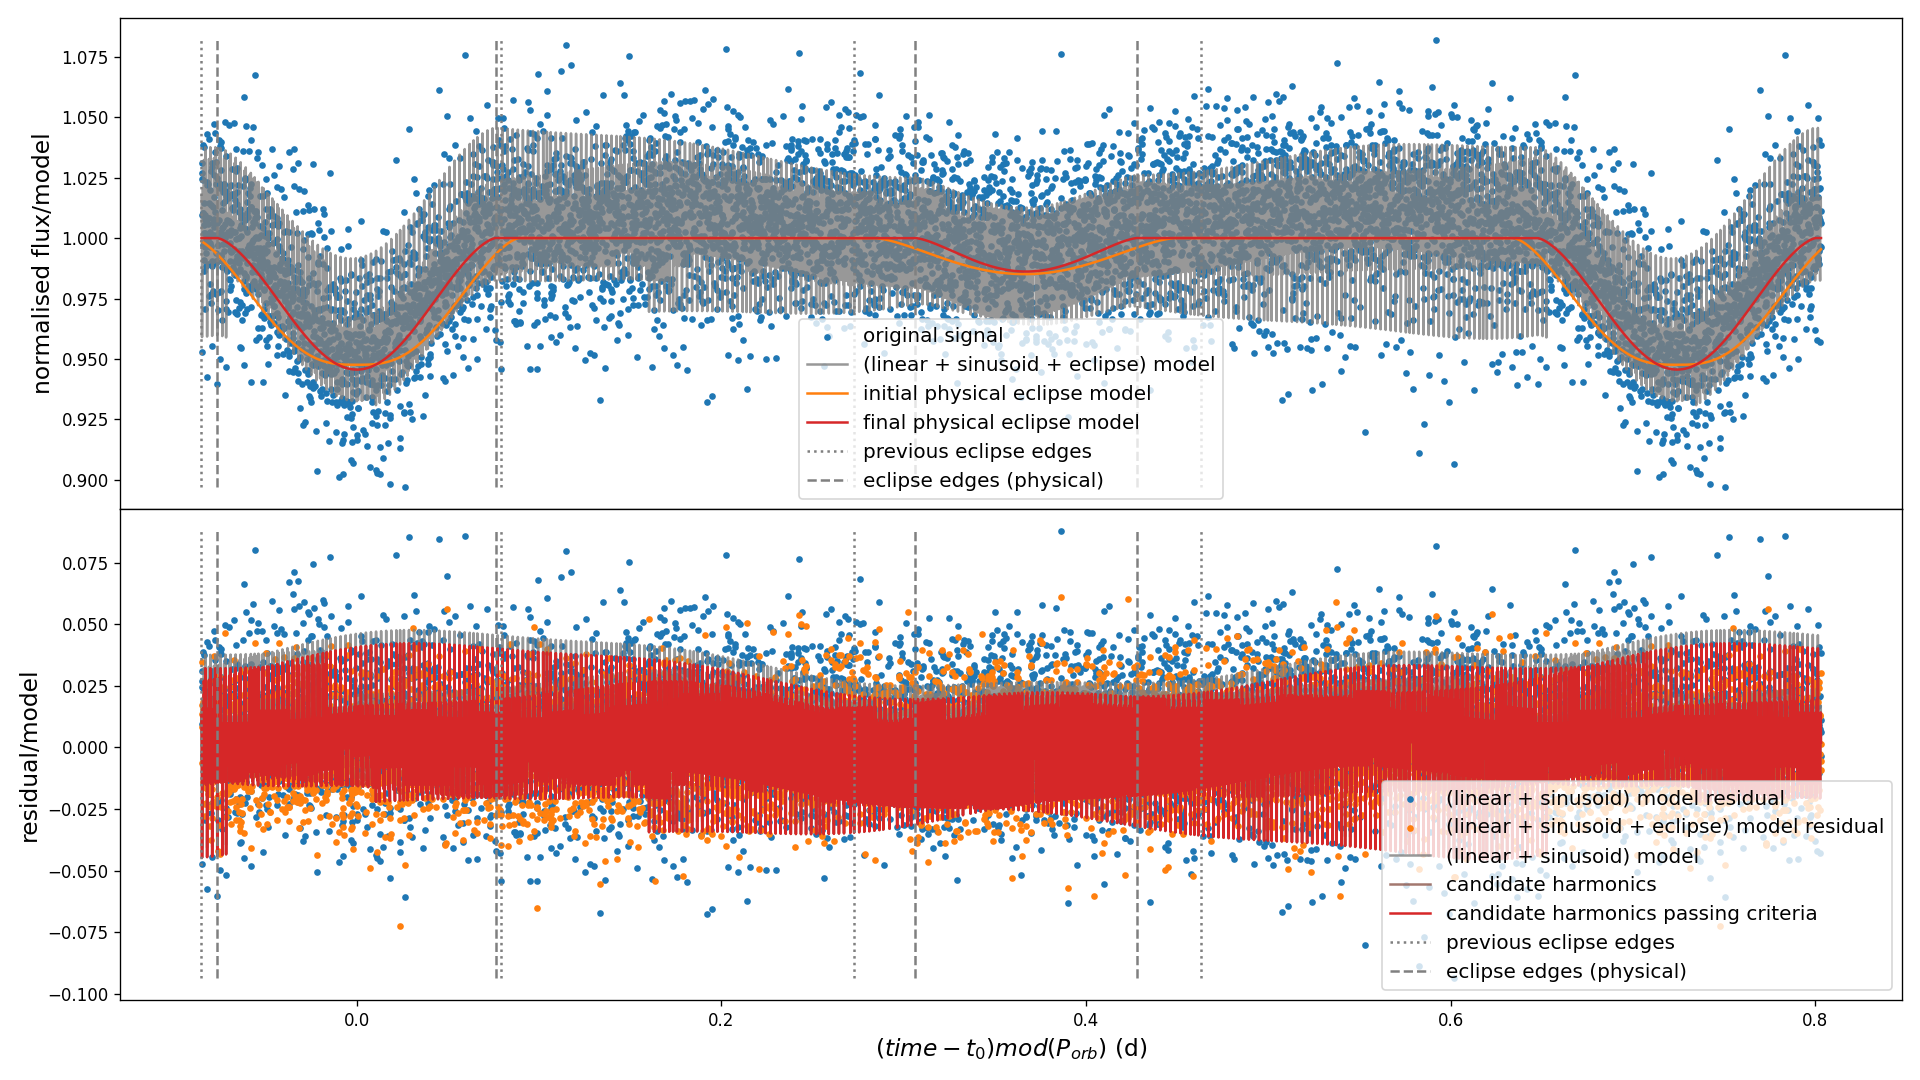 normalised flux/model
1.075
1.050
1.025
1.000
0.975
0.950
0.925
0.900
original signal
(linear + sinusoid + eclipse) model
initial physical eclipse model
final physical eclipse model
previous eclipse edges
eclipse edges (physical)
residual/model
0.075
0.050
0.025
0.000
−0.025
−0.050
−0.075
−0.100
(linear + sinusoid) model residual
(linear + sinusoid + eclipse) model residual
(linear + sinusoid) model
candidate harmonics
candidate harmonics passing criteria
previous eclipse edges
eclipse edges (physical)
0.0 0.2 0.4 0.6 0.8
(time − t₀)mod(P_orb) (d)